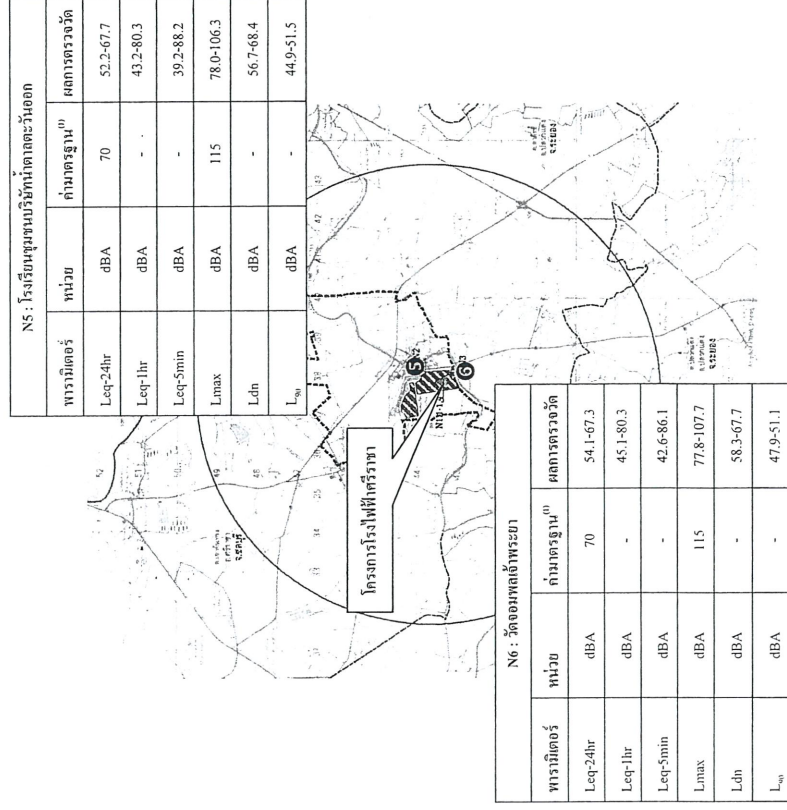 N5 : โรงเรียนชุมชนบริษัทน้ำตาลตะวันออก
พารามิเตอร์ หน่วย ค่ามาตรฐาน(1) ผลการตรวจวัด
Leq-24hr dBA 70 52.2-67.7
Leq-1hr dBA - 43.2-80.3
Leq-5min dBA - 39.2-88.2
Lmax dBA 115 78.0-106.3
Ldn dBA - 56.7-68.4
L90 dBA - 44.9-51.5
โครงการโรงไฟฟ้าศรีราชา
5
6
N6 : วัดจอมพลเจ้าพระยา
พารามิเตอร์ หน่วย ค่ามาตรฐาน(1) ผลการตรวจวัด
Leq-24hr dBA 70 54.1-67.3
Leq-1hr dBA - 45.1-80.3
Leq-5min dBA - 42.6-86.1
Lmax dBA 115 77.8-107.7
Ldn dBA - 58.3-67.7
L90 dBA - 47.9-51.1